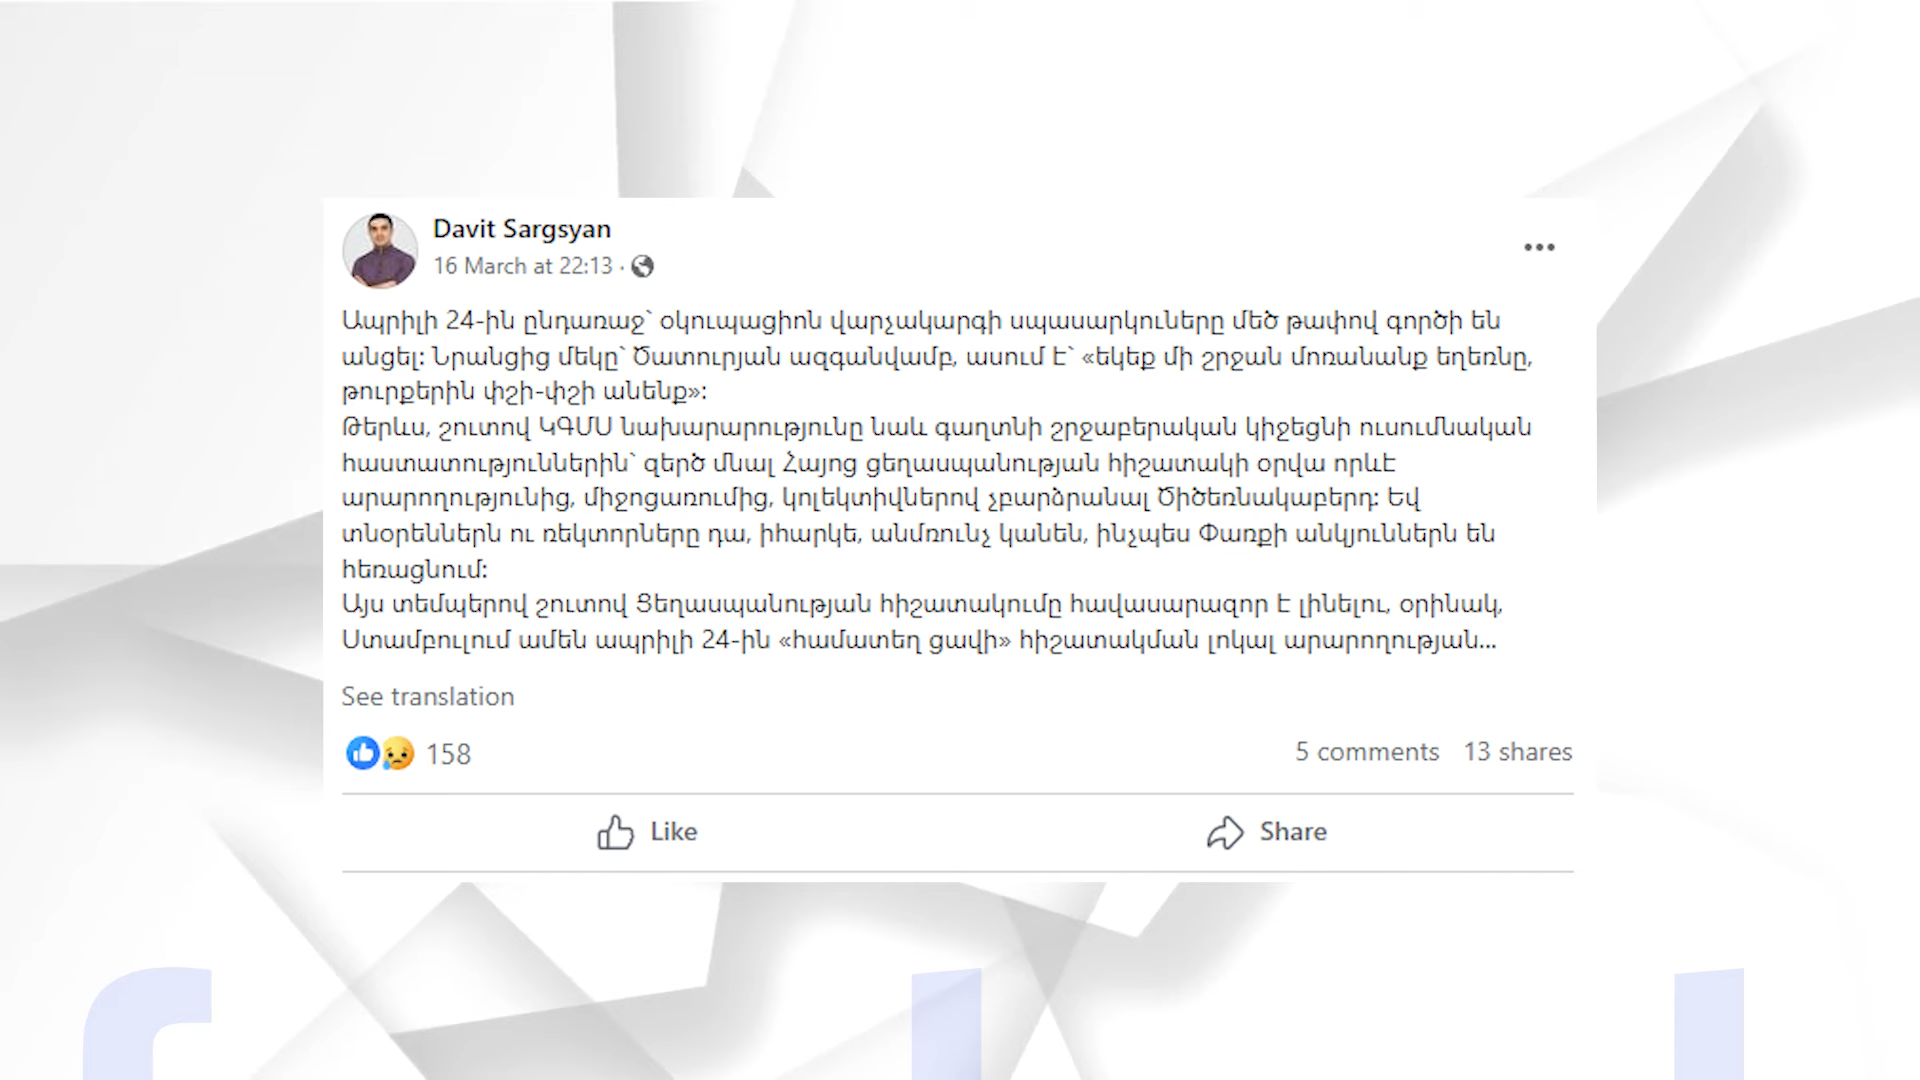 Davit Sargsyan
16 March at 22:13 ·
Ապրիլի 24-ին ընդառաջ՝ օկուպացիոն վարչակարգի սպասարկուները մեծ թափով գործի են
անցել: Նրանցից մեկը՝ Ծատուրյան ազգանվամբ, ասում է՝ «եկեք մի շրջան մոռանանք եղեռնը,
թուրքերին փշի-փշի անենք»:
Թերևս, շուտով ԿԳՄՍ նախարարությունը նաև գաղտնի շրջաբերական կիջեցնի ուսումնական
հաստատություններին՝ զերծ մնալ Հայոց ցեղասպանության հիշատակի օրվա որևէ
արարողությունից, միջոցառումից, կոլեկտիվներով չբարձրանալ Ծիծեռնակաբերդ: Եվ
տնօրեններն ու ռեկտորները դա, իհարկե, անմռունչ կանեն, ինչպես Փառքի անկյուններն են
հեռացնում:
Այս տեմպերով շուտով Ցեղասպանության հիշատակումը հավասարազոր է լինելու, օրինակ,
Ստամբուլում ամեն ապրիլի 24-ին «համատեղ ցավի» հիշատակման լոկալ արարողության...
See translation
158
5 comments 13 shares
Like
Share